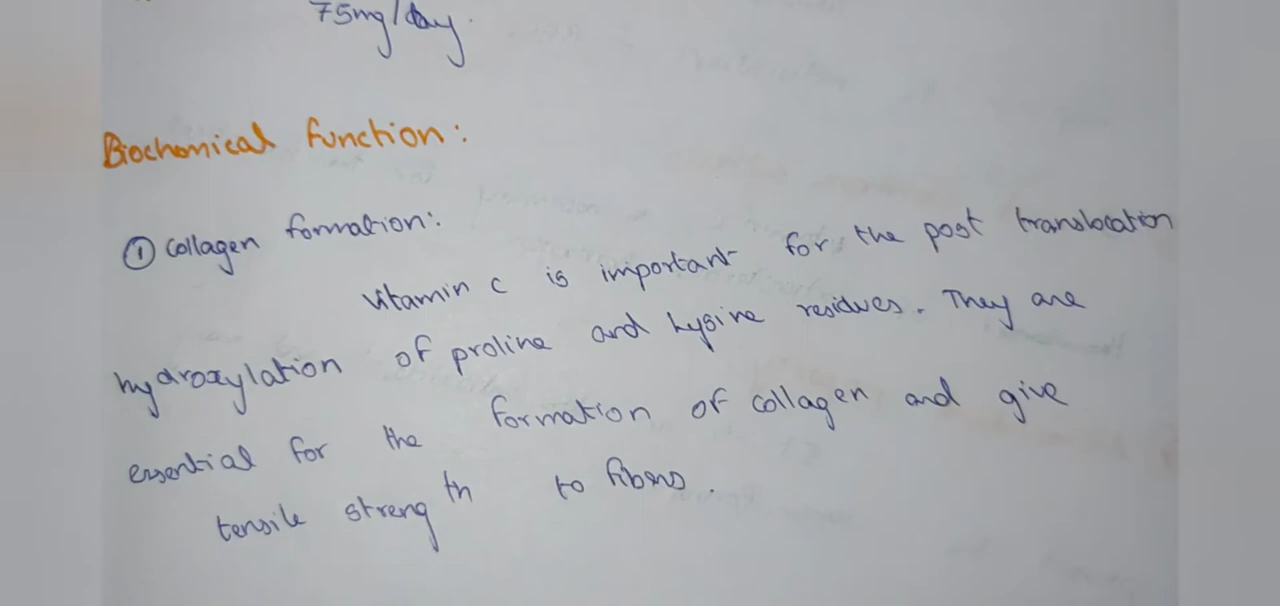 75mg/day.
Biochemical function:
① collagen formation:
Vitamin c is important for the post translocation
hydroxylation of proline and Lysine residues. They are
essential for the formation of collagen and give
tensile strength to fibers.